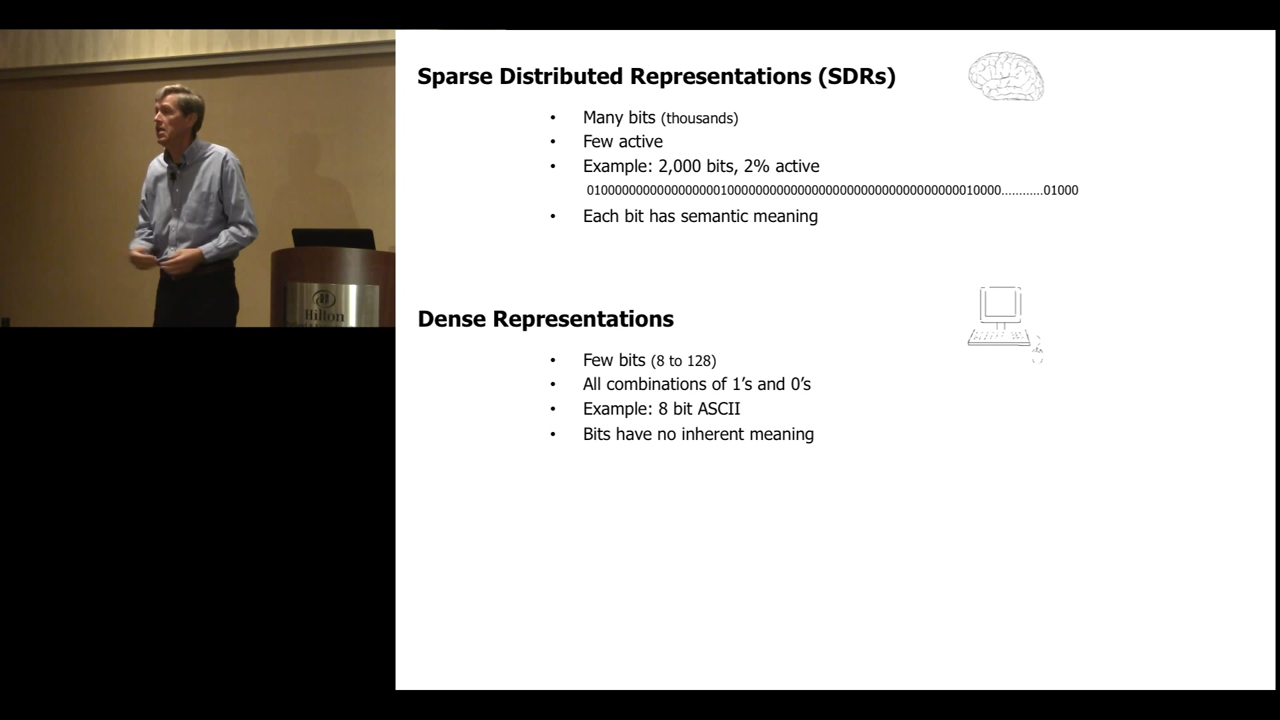 Sparse Distributed Representations (SDRs)
• Many bits (thousands)
• Few active
• Example: 2,000 bits, 2% active
01000000000000000001000000000000000000000000000000000010000…………01000
• Each bit has semantic meaning
Dense Representations
• Few bits (8 to 128)
• All combinations of 1’s and 0’s
• Example: 8 bit ASCII
• Bits have no inherent meaning
Hilton